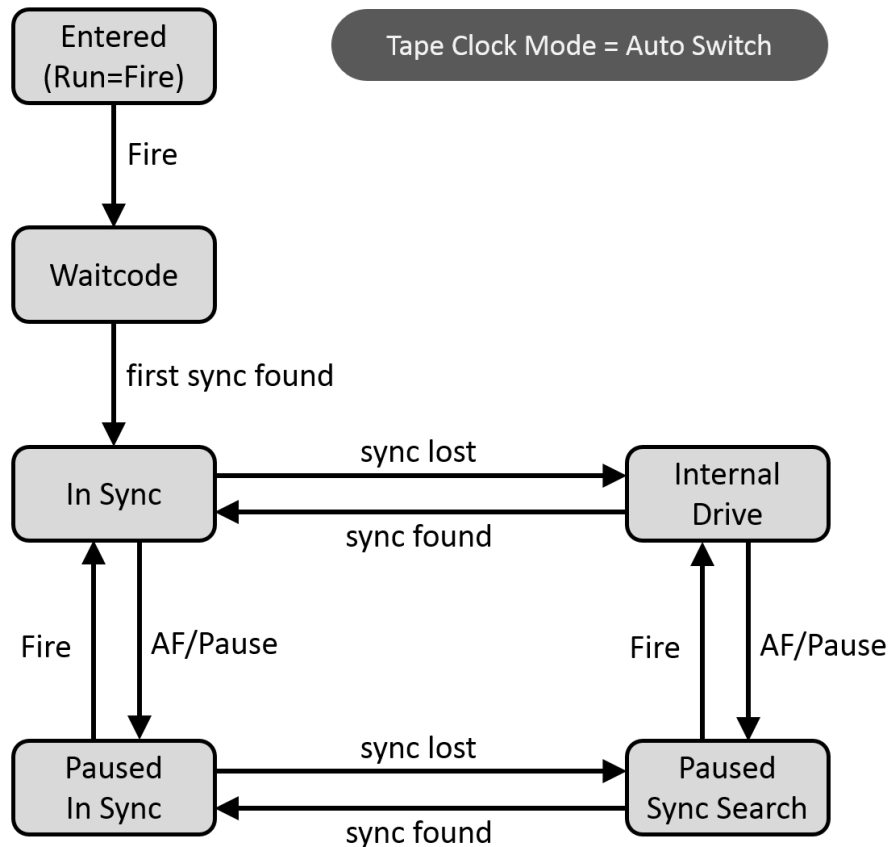 Entered
(Run=Fire)
Tape Clock Mode = Auto Switch
Fire
Waitcode
first sync found
In Sync
sync lost
sync found
Internal
Drive
Fire
AF/Pause
Fire
AF/Pause
Paused
In Sync
sync lost
sync found
Paused
Sync Search